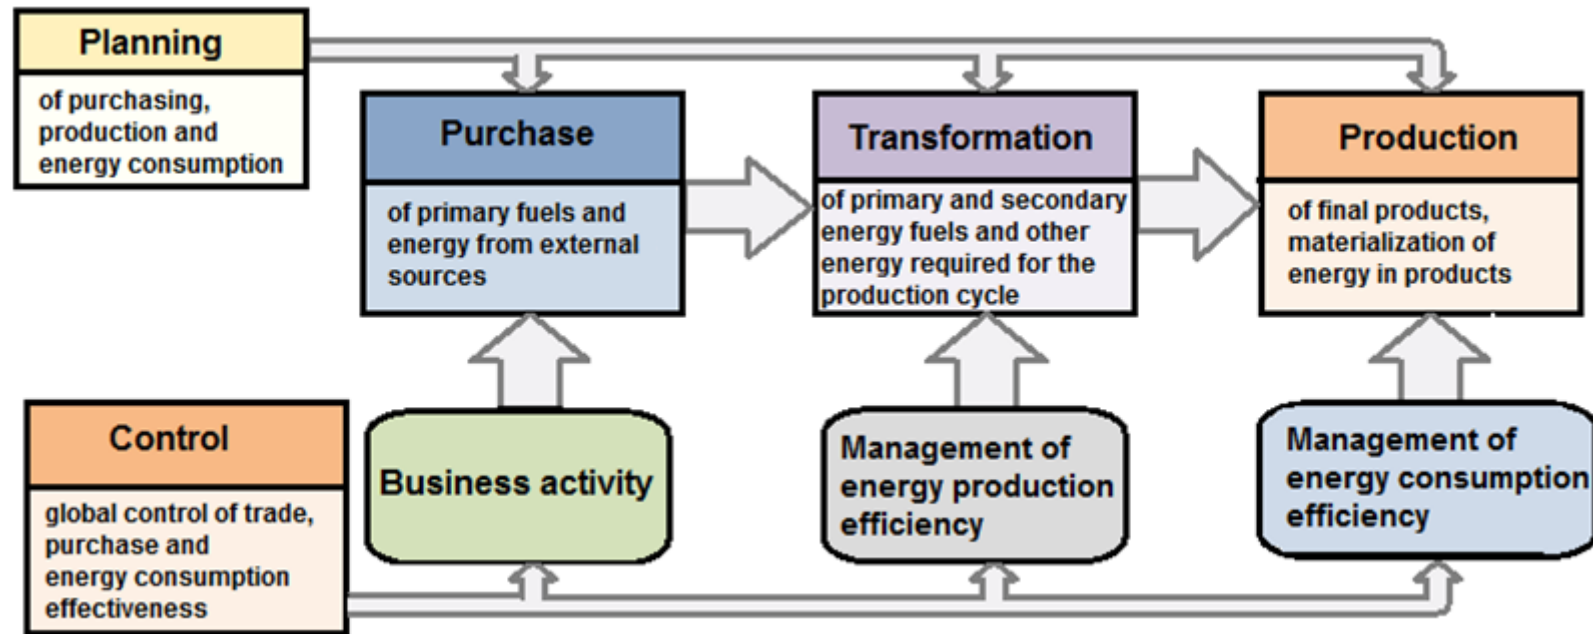 Planning
of purchasing,
production and
energy consumption
Purchase
of primary fuels and
energy from external
sources
Transformation
of primary and secondary
energy fuels and other
energy required for the
production cycle
Production
of final products,
materialization of
energy in products
Control
global control of trade,
purchase and
energy consumption
effectiveness
Business activity
Management of
energy production
efficiency
Management of
energy consumption
efficiency